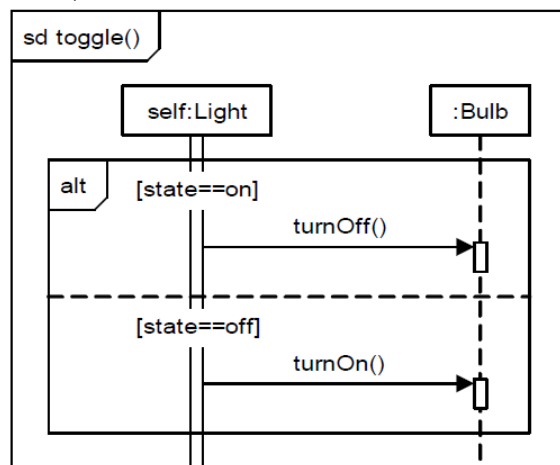 sd toggle()
self:Light
:Bulb
alt
[state==on]
turnOff()
[state==off]
turnOn()